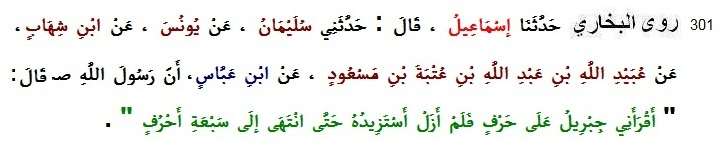 301 روى البخاري حَدَّثَنَا إِسْمَاعِيلُ ، قَالَ : حَدَّثَنِي سُلَيْمَانُ ، عَنْ يُونُسَ ، عَنْ ابْنِ شِهَابٍ ،
عَنْ عُبَيْدِ اللَّهِ بْنِ عَبْدِ اللَّهِ بْنِ عُتْبَةَ بْنِ مَسْعُودٍ ، عَنْ ابْنِ عَبَّاسٍ، أَنَّ رَسُولَ اللَّهِ صـ قَالَ:
" أَقْرَأَنِي جِبْرِيلُ عَلَى حَرْفٍ فَلَمْ أَزَلْ أَسْتَزِيدُهُ حَتَّى انْتَهَى إِلَى سَبْعَةِ أَحْرُفٍ " .